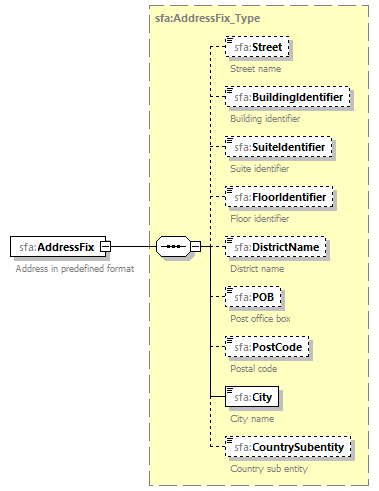 sfa:AddressFix_Type
sfa:Street
Street name
sfa:BuildingIdentifier
Building identifier
sfa:SuiteIdentifier
Suite identifier
sfa:FloorIdentifier
Floor identifier
sfa:AddressFix
Address in predefined format
sfa:DistrictName
District name
sfa:POB
Post office box
sfa:PostCode
Postal code
sfa:City
City name
sfa:CountrySubentity
Country sub entity